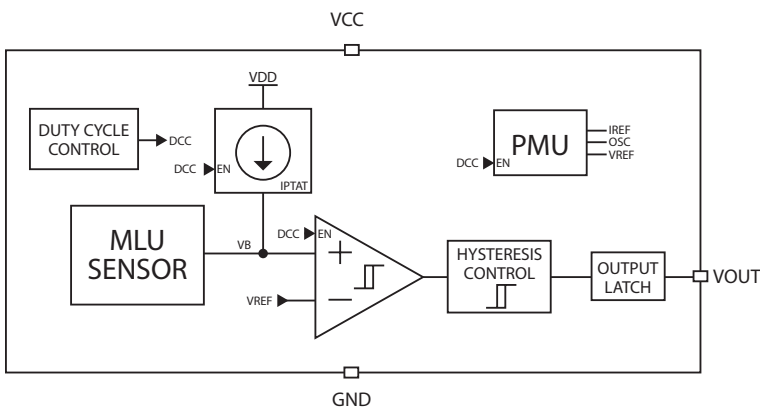 VCC
VDD
DUTY CYCLE
CONTROL
DCC
DCC
EN
IPTAT
PMU
IREF
OSC
VREF
DCC
EN
MLU
SENSOR
VB
DCC
EN
+
VREF
−
HYSTERESIS
CONTROL
OUTPUT
LATCH
VOUT
GND